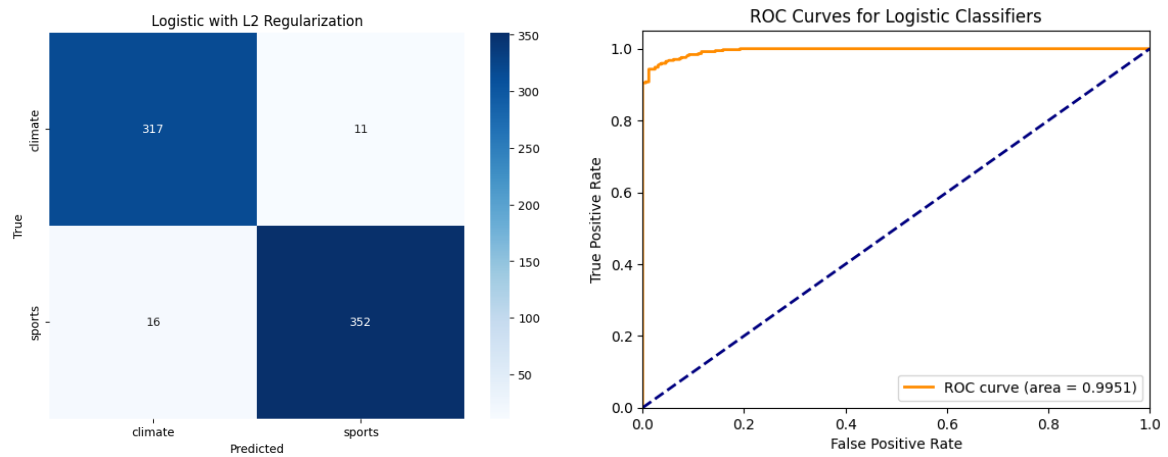 Logistic with L2 Regularization
climate
sports
True
317
11
16
352
climate
sports
Predicted
350
300
250
200
150
100
50
ROC Curves for Logistic Classifiers
True Positive Rate
1.0
0.8
0.6
0.4
0.2
0.0
0.0
0.2
0.4
0.6
0.8
1.0
False Positive Rate
ROC curve (area = 0.9951)